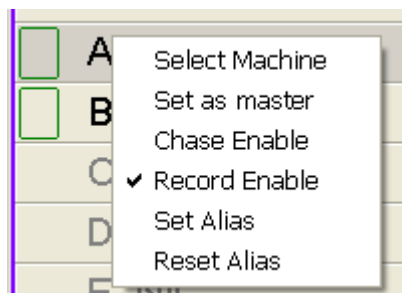 A
Select Machine
Set as master
B
Chase Enable
C
Record Enable
D
Set Alias
Reset Alias
E